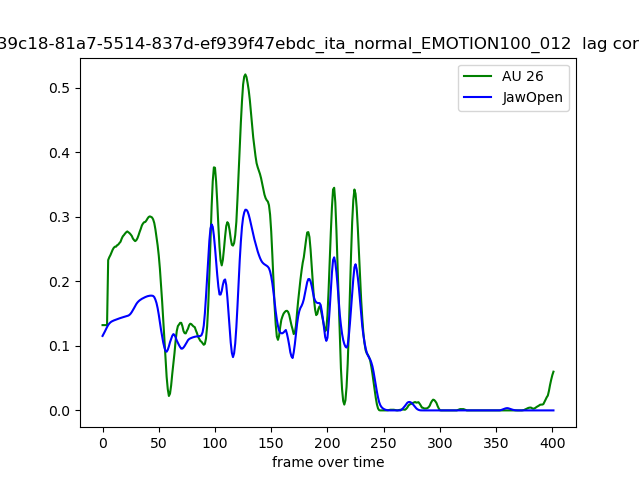 39c18-81a7-5514-837d-ef939f47ebdc_ita_normal_EMOTION100_012 lag cor
AU 26
JawOpen
0.5
0.4
0.3
0.2
0.1
0.0
0 50 100 150 200 250 300 350 400
frame over time